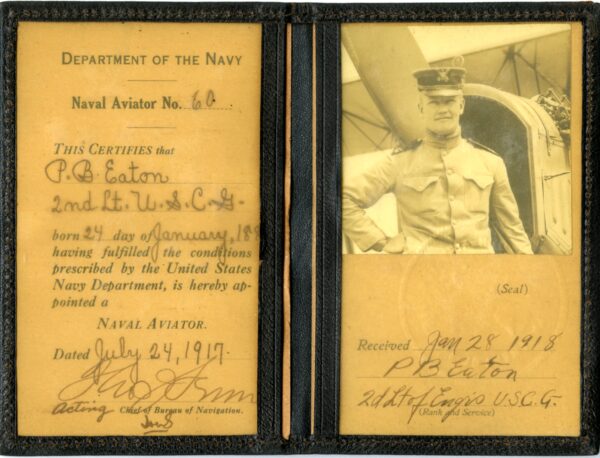 DEPARTMENT OF THE NAVY
Naval Aviator No. 60
THIS CERTIFIES that
P. B. Eaton
2nd Lt. U.S.C.G.
born 24 day of January, 18
having fulfilled the conditions
prescribed by the United States
Navy Department, is hereby ap-
pointed a
NAVAL AVIATOR.
Dated July 24, 1917.
Acting Chief of Bureau of Navigation.
(Seal)
Received Jan 28 1918
P B Eaton
2d Lt of Engrs U.S.C.G.
(Rank and Service)